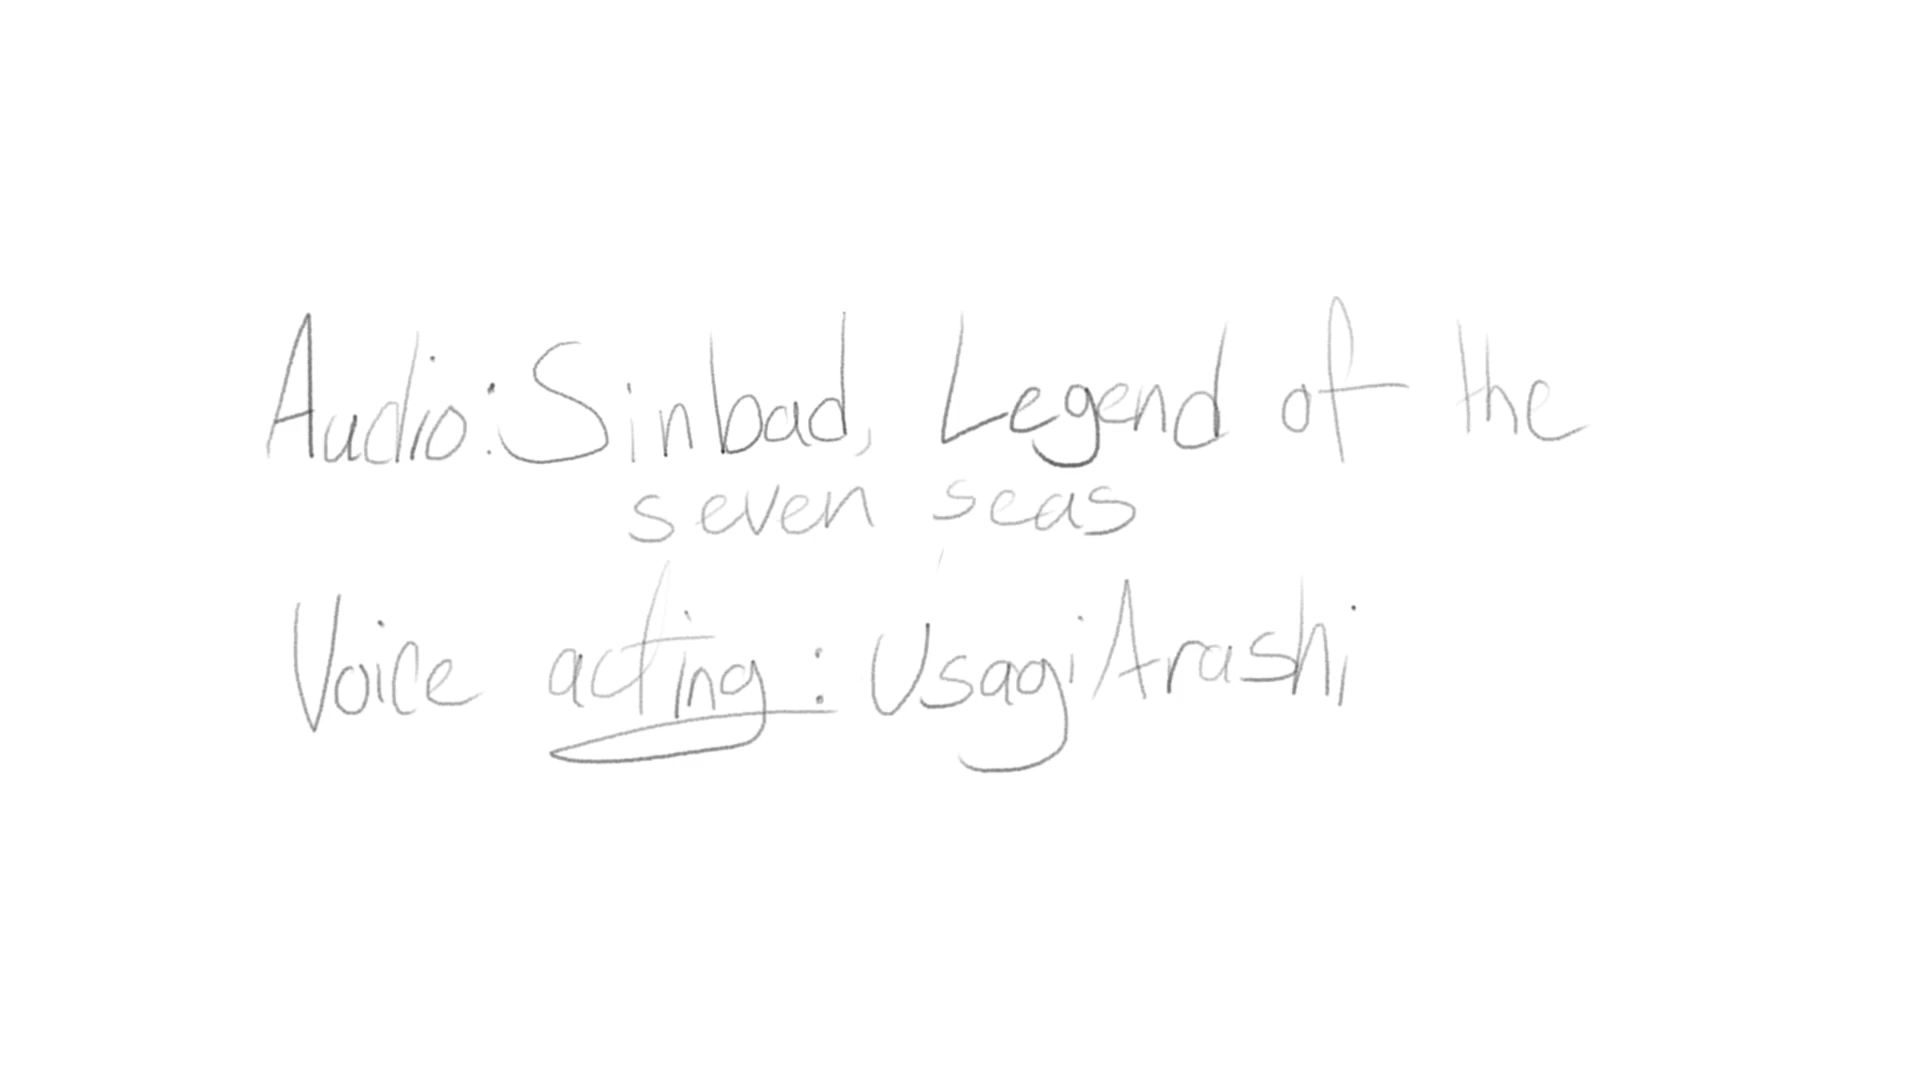 Audio: Sinbad, Legend of the
seven seas
Voice acting: UsagiArashi